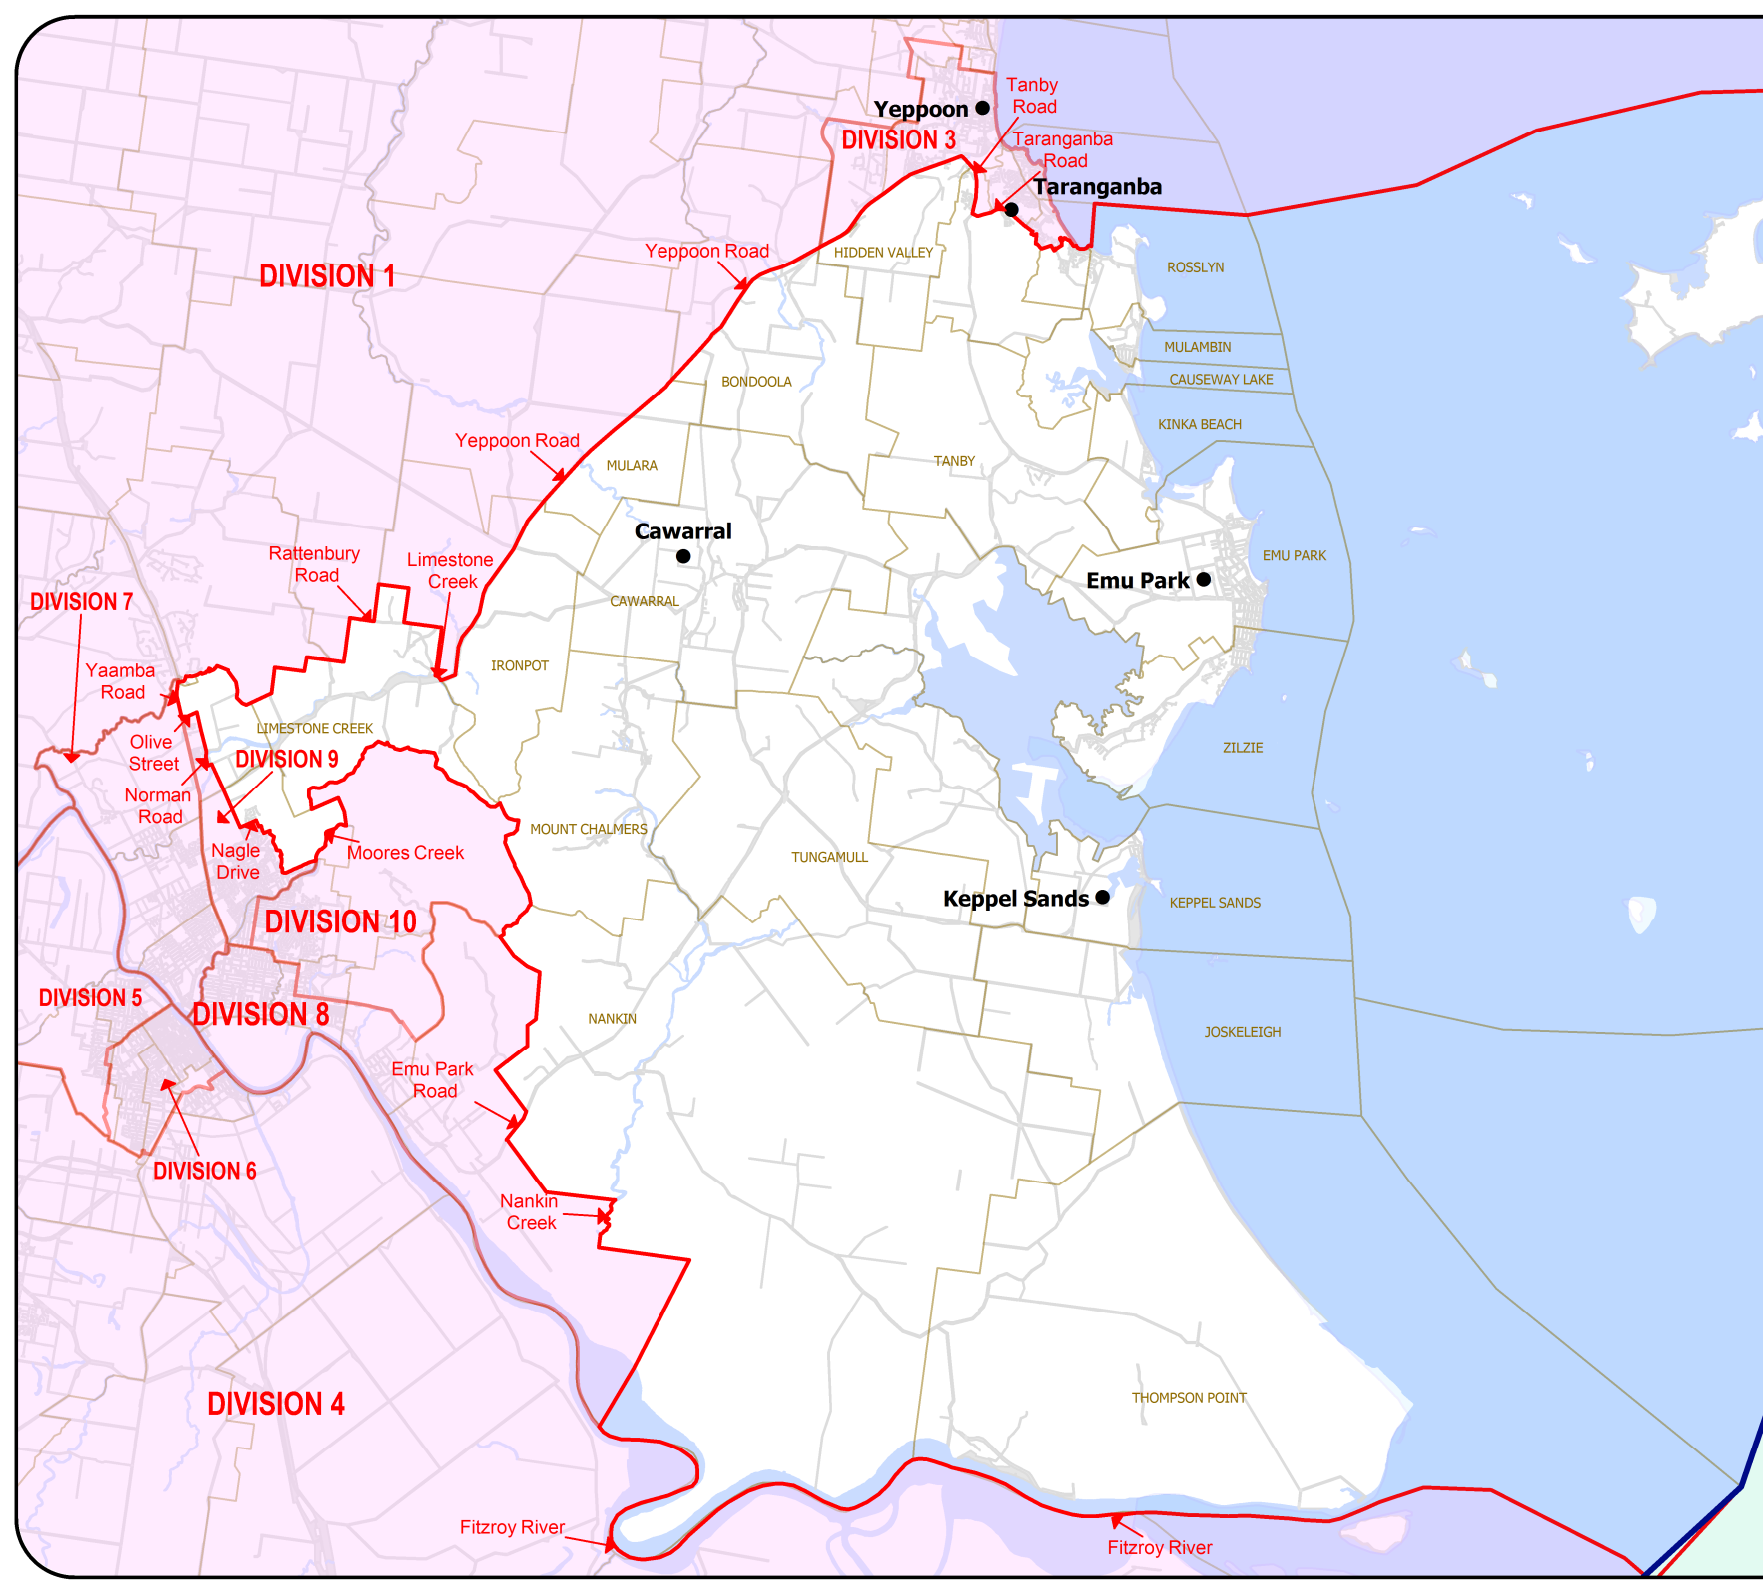 Tanby
Road
Yeppoon
DIVISION 3
Taranganba
Road
Taranganba
Yeppoon Road
HIDDEN VALLEY
ROSSLYN
DIVISION 1
MULAMBIN
BONDOOLA
CAUSEWAY LAKE
KINKA BEACH
Yeppoon Road
MULARA
TANBY
Cawarral
Rattenbury
Road
Limestone
Creek
EMU PARK
Emu Park
DIVISION 7
CAWARRAL
IRONPOT
Yaamba
Road
LIMESTONE CREEK
Olive
Street
DIVISION 9
ZILZIE
Norman
Road
MOUNT CHALMERS
Nagle
Drive
Moores Creek
TUNGAMULL
Keppel Sands
KEPPEL SANDS
DIVISION 10
DIVISION 5
DIVISION 8
NANKIN
JOSKELEIGH
Emu Park
Road
DIVISION 6
Nankin
Creek
DIVISION 4
THOMPSON POINT
Fitzroy River
Fitzroy River